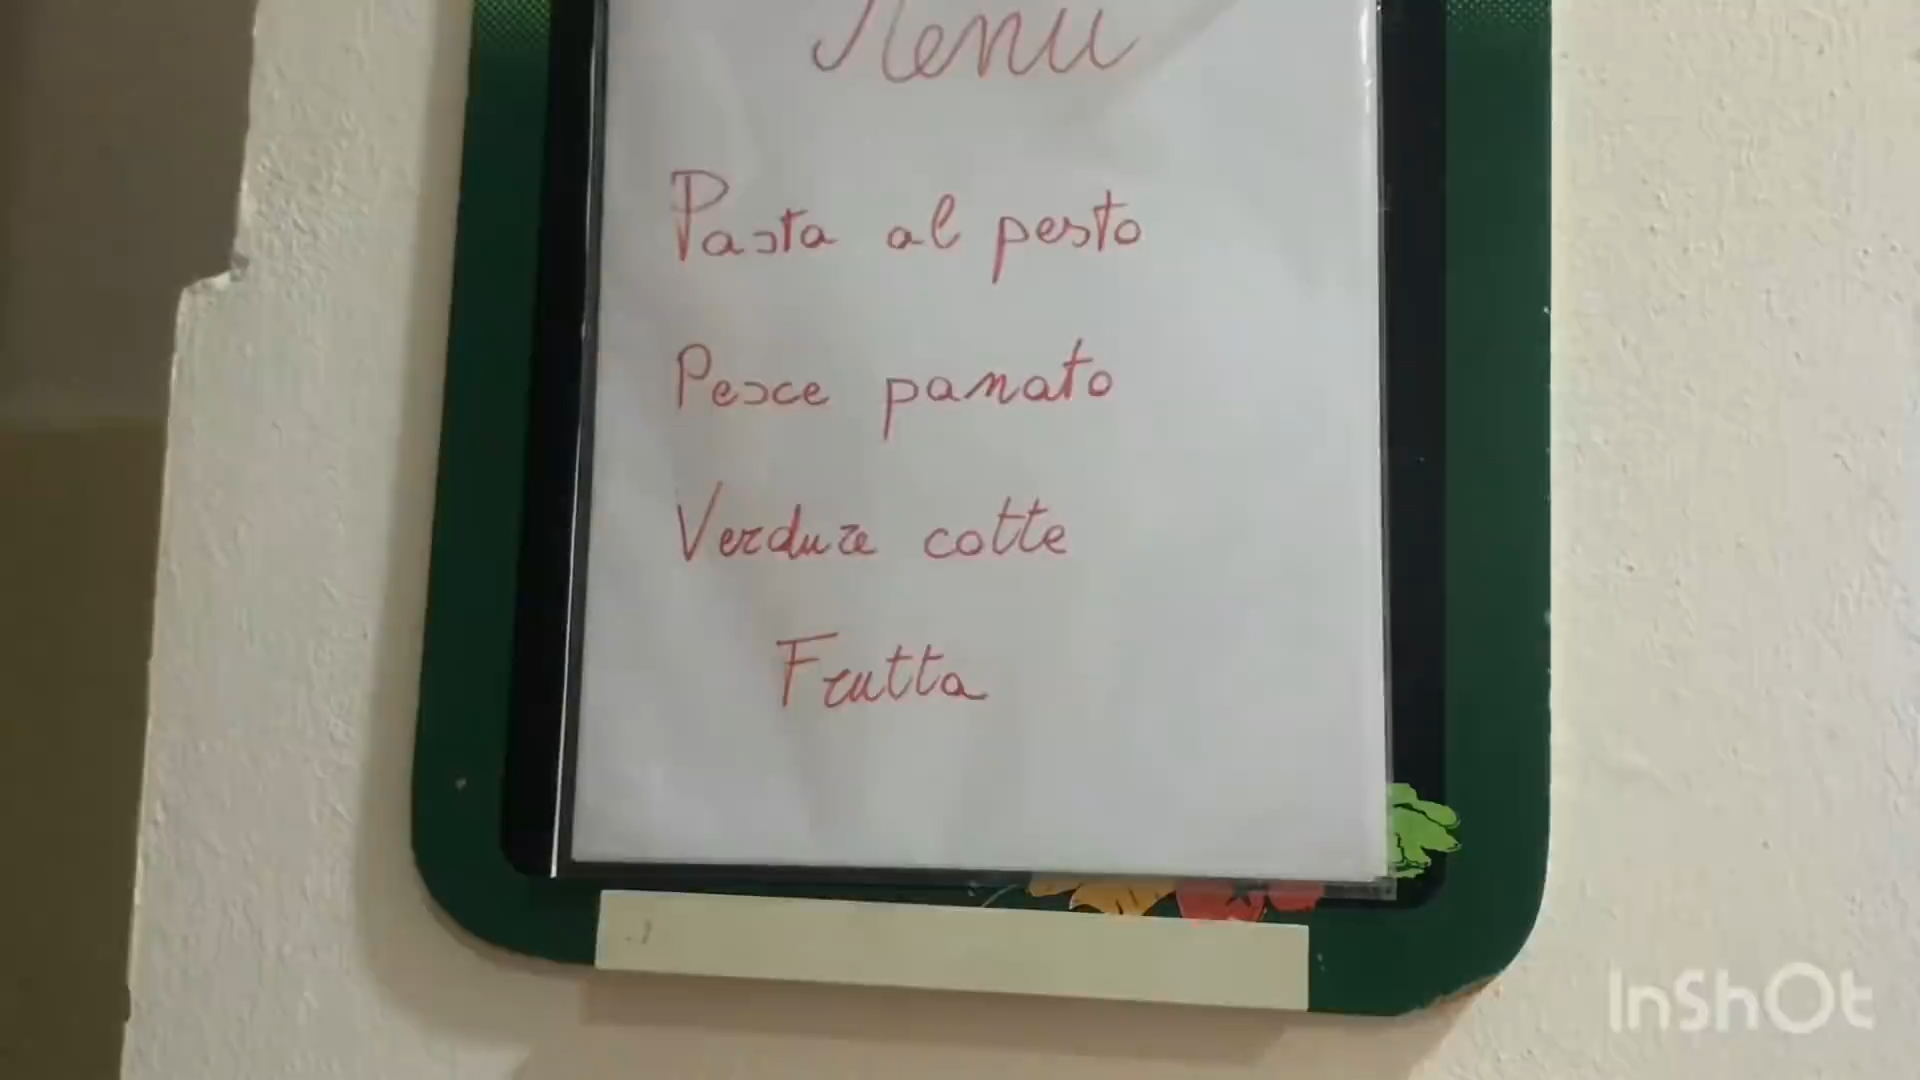 Menu
Pasta al pesto
Pesce panato
Verdure cotte
Frutta
InShOt